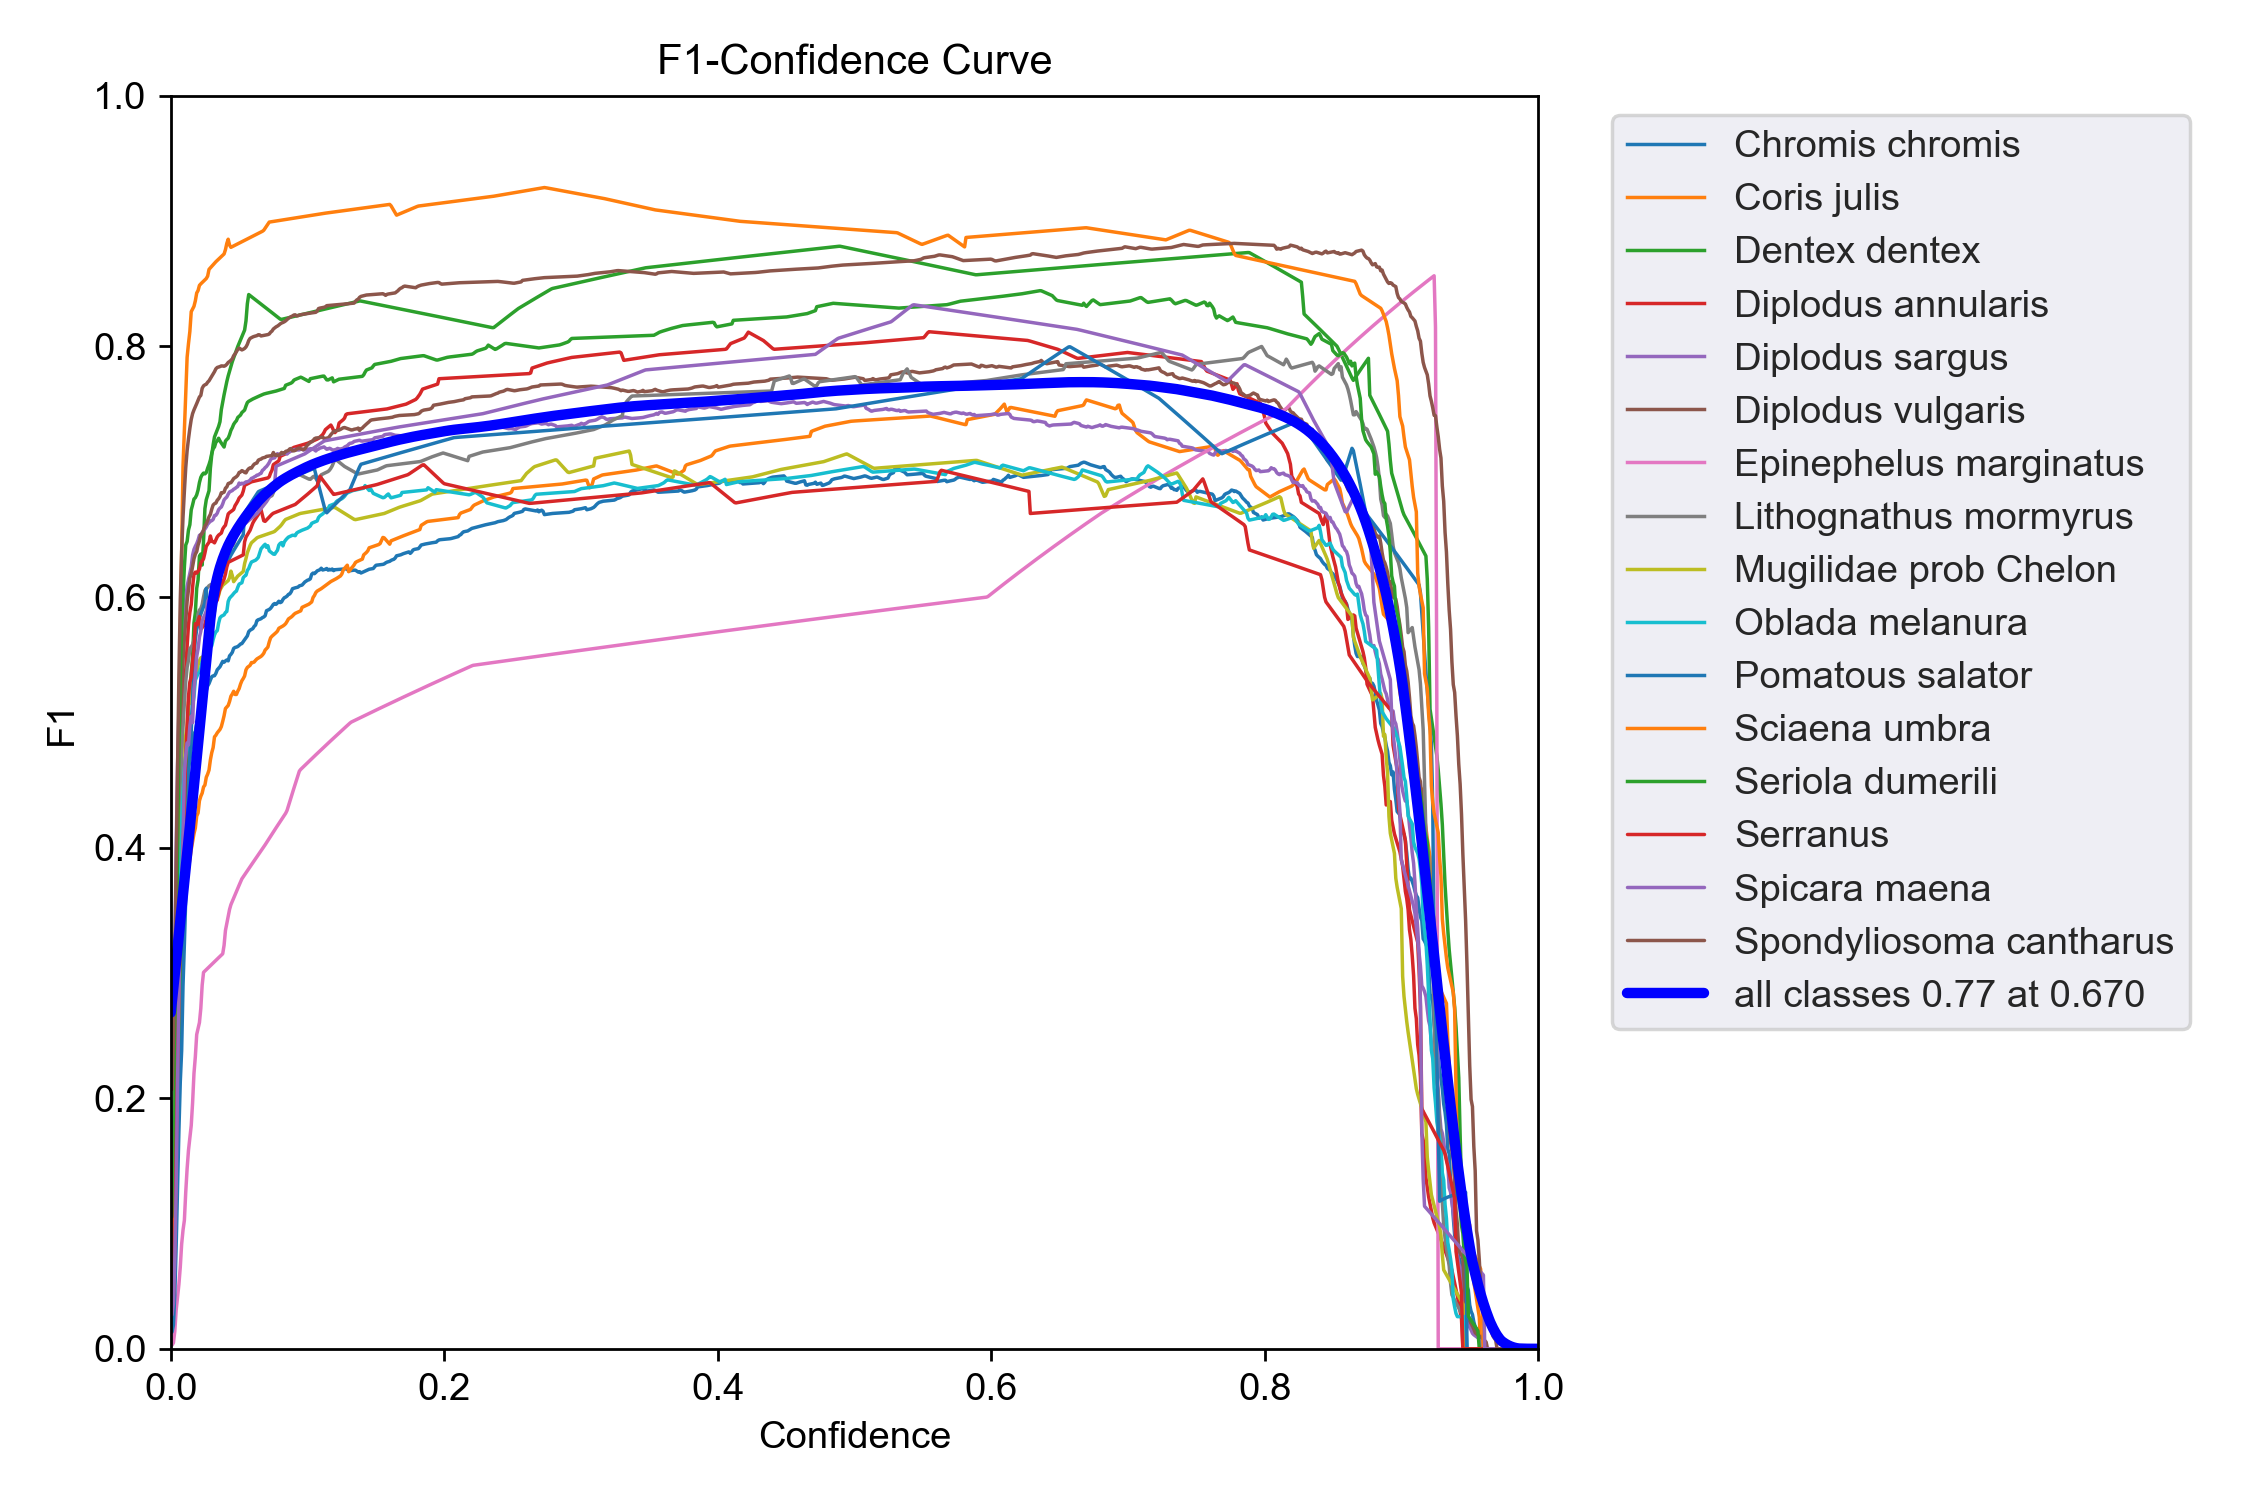 F1-Confidence Curve
1.0
0.8
0.6
0.4
0.2
0.0
F1
0.0 0.2 0.4 0.6 0.8 1.0
Confidence
Chromis chromis
Coris julis
Dentex dentex
Diplodus annularis
Diplodus sargus
Diplodus vulgaris
Epinephelus marginatus
Lithognathus mormyrus
Mugilidae prob Chelon
Oblada melanura
Pomatous salator
Sciaena umbra
Seriola dumerili
Serranus
Spicara maena
Spondyliosoma cantharus
all classes 0.77 at 0.670